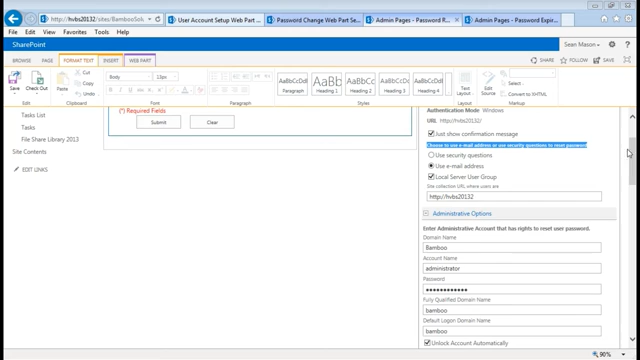 http://hvbs20132/sites/BambooSolu
User Account Setup Web Part ...
Password Change Web Part Se...
Admin Pages - Password R...
Admin Pages - Password Expir...
File Edit View Favorites Tools Help
SharePoint
Sean Mason
BROWSE PAGE FORMAT TEXT INSERT WEB PART
SHARE FOLLOW SAVE
Save Check Out
Cut
Copy
Undo
Body 13px
AaBbCcDdI AaBb AaBbCc AaBbCcD AaBbCcDd
Paragraph Heading 1 Heading 2 Heading 3 Heading 4
Text Layout
Edit Source
Select
Convert to XHTML
Edit Clipboard Font Paragraph Styles Layout Markup
Tasks List
Tasks
File Share Library 2013
Site Contents
EDIT LINKS
(*) Required Fields
Submit Clear
Authentication Mode Windows
URL http://hvbs20132/
Just show confirmation message
Choose to use e-mail address or use security questions to reset password
Use security questions
Use e-mail address
Local Server User Group
Site collection URL where users are
http://hvbs20132
Administrative Options
Enter Administrative Account that has rights to reset user password.
Domain Name
Bamboo
Account Name
administrator
Password
●●●●●●●●●●●●
Fully Qualified Domain Name
bamboo
Default Logon Domain Name
bamboo
Unlock Account Automatically
90%